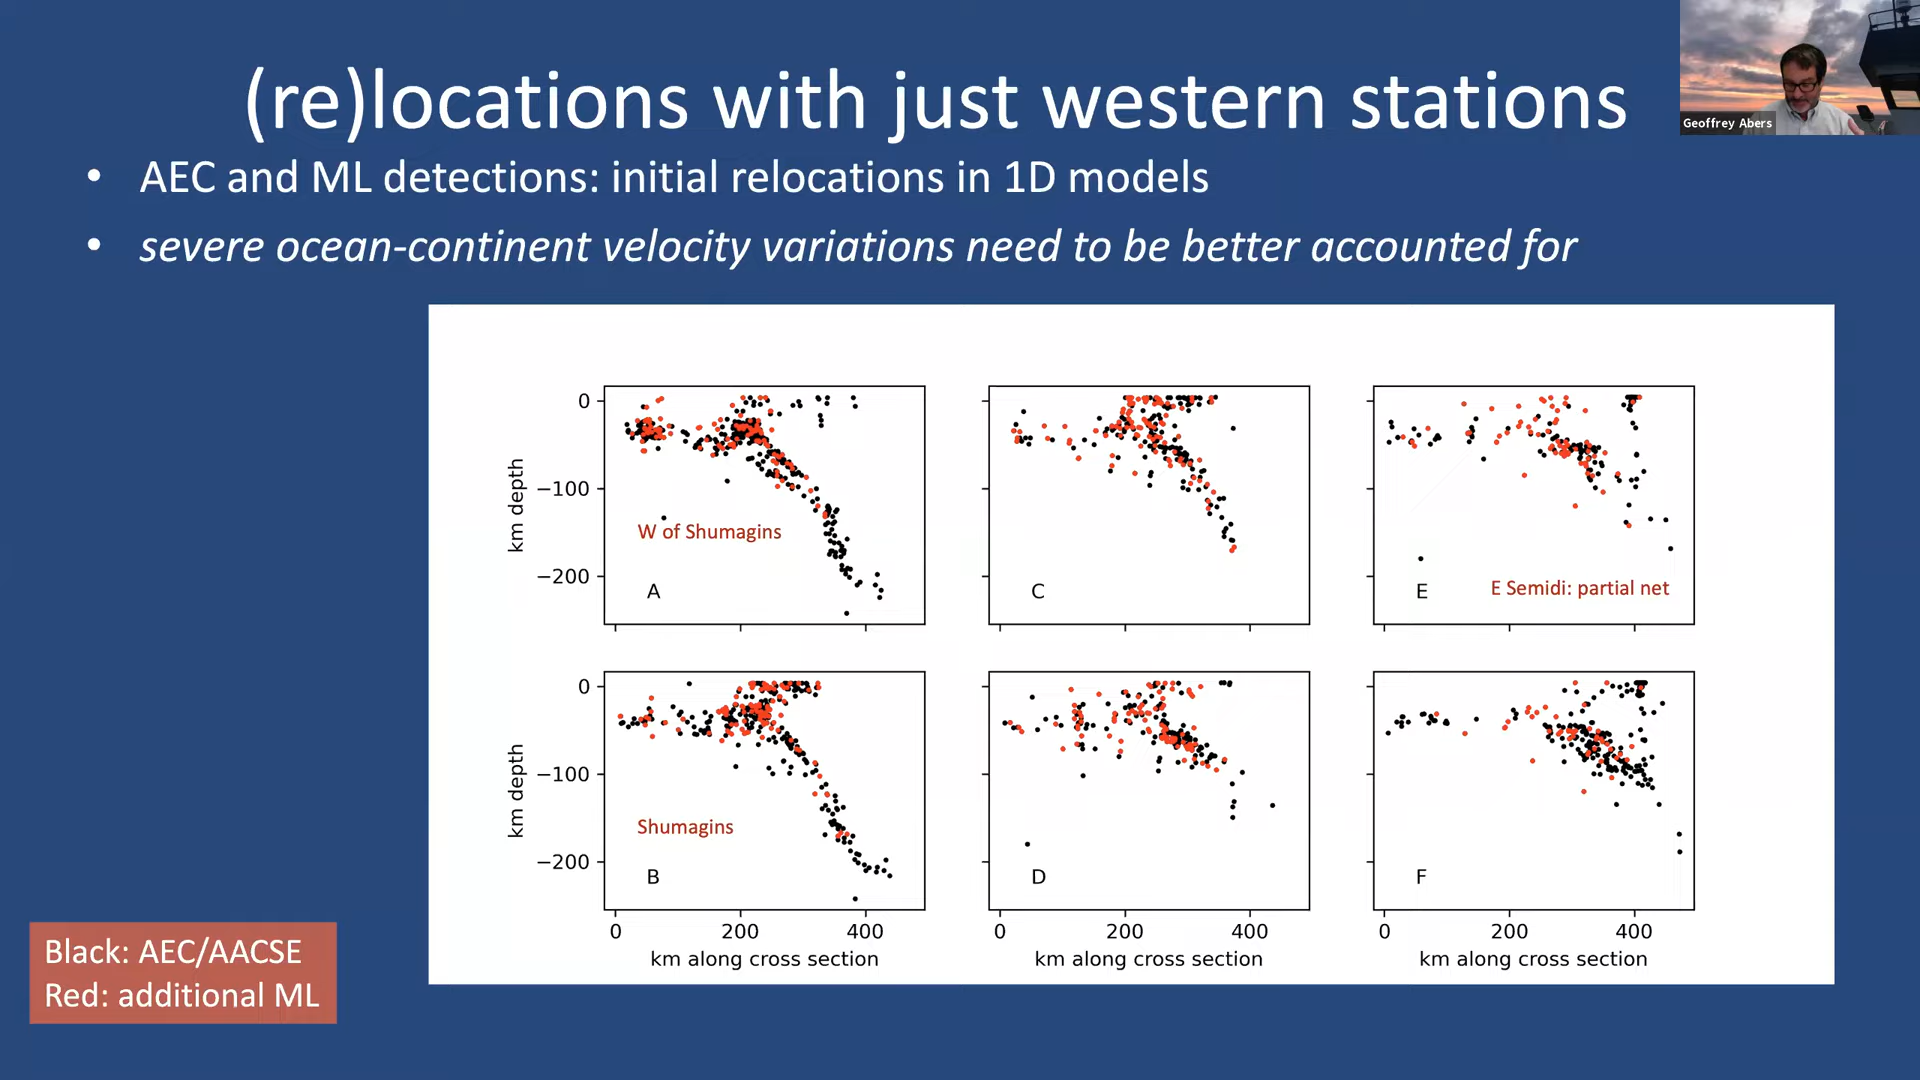 (re)locations with just western stations
Geoffrey Abers
• AEC and ML detections: initial relocations in 1D models
• severe ocean-continent velocity variations need to be better accounted for
0
−100
−200
km depth
W of Shumagins
A
C
E
E Semidi: partial net
0
−100
−200
km depth
Shumagins
B
D
F
0 200 400
0 200 400
0 200 400
km along cross section
km along cross section
km along cross section
Black: AEC/AACSE
Red: additional ML